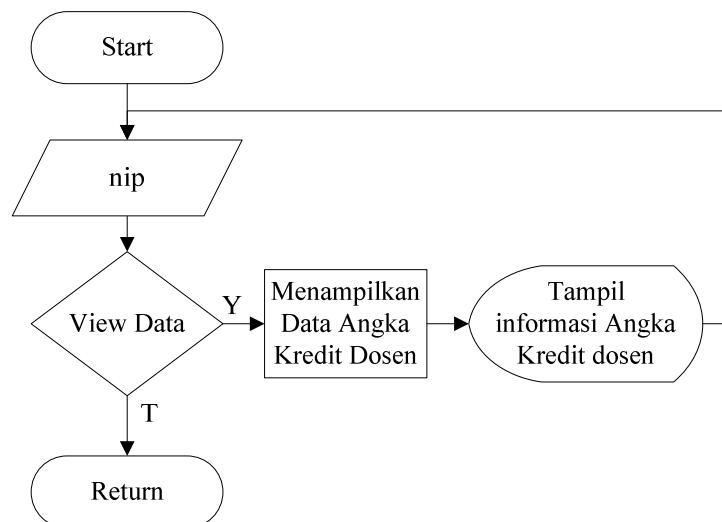 Start
nip
View Data
Y
Menampilkan
Data Angka
Kredit Dosen
Tampil
informasi Angka
Kredit dosen
T
Return